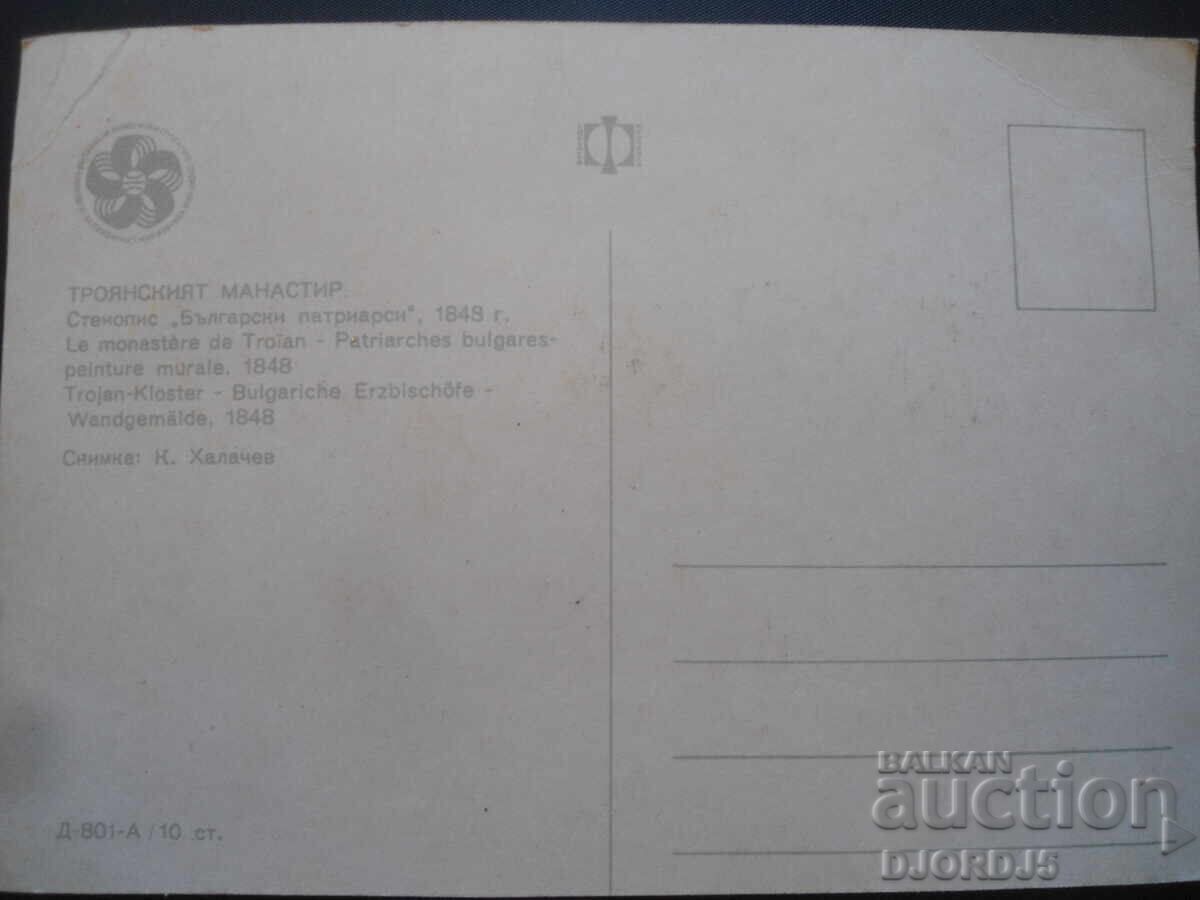 ТРОЯНСКИЯТ МАНАСТИР.
Стенопис „Български патриарси", 1848 г.
Le monastère de Troïan - Patriarches bulgares-
peinture murale. 1848
Trojan-Kloster - Bulgariche Erzbischöfe -
Wandgemälde, 1848
Снимка: К. Халачев
Д-801-А / 10 ст.
BALKAN
auction
DJORDJ5